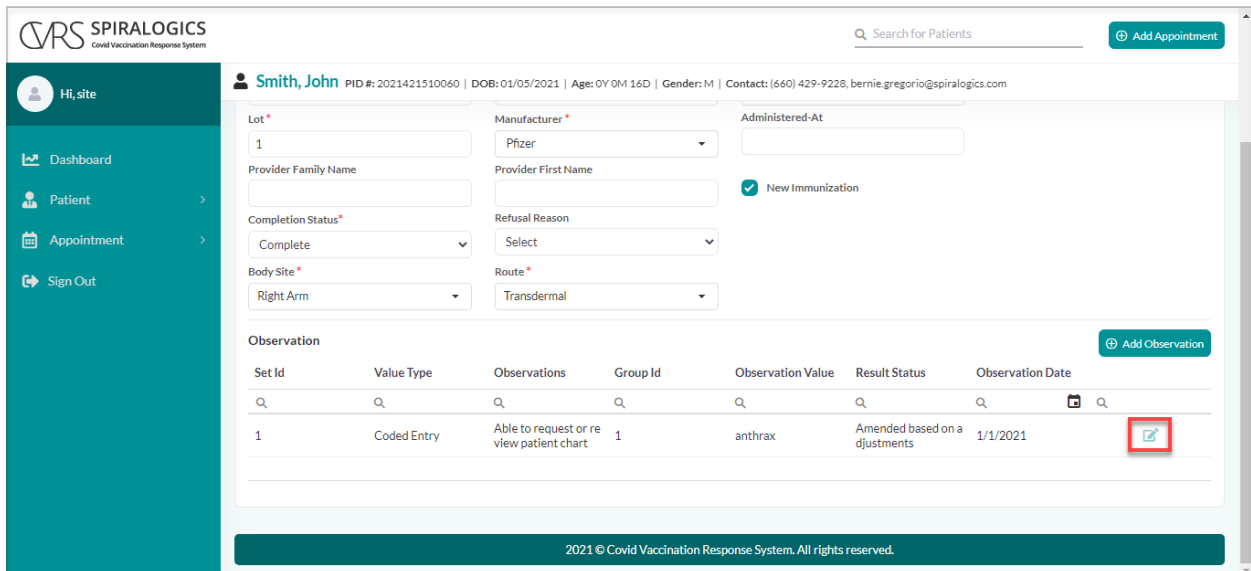 CVRS SPIRALOGICS
Covid Vaccination Response System
Search for Patients
Add Appointment
Hi, site
Smith, John PID #: 2021421510060 | DOB: 01/05/2021 | Age: 0Y 0M 16D | Gender: M | Contact: (660) 429-9228, bernie.gregorio@spiralogics.com
Dashboard
Patient
Appointment
Sign Out
Lot * Manufacturer * Administered-At
1 Pfizer
Provider Family Name Provider First Name
New Immunization
Completion Status* Refusal Reason
Complete Select
Body Site * Route *
Right Arm Transdermal
Observation
Add Observation
Set Id Value Type Observations Group Id Observation Value Result Status Observation Date
1 Coded Entry Able to request or re 1 anthrax Amended based on a 1/1/2021
view patient chart djustments
2021 © Covid Vaccination Response System. All rights reserved.